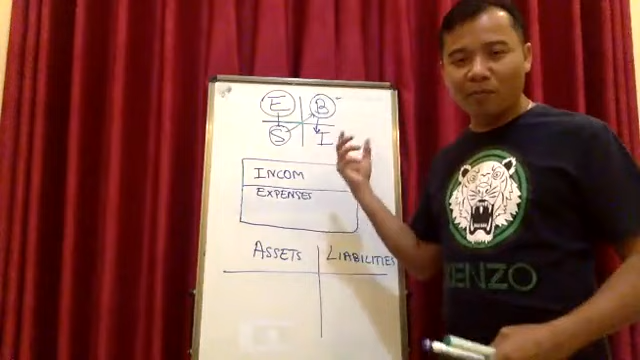 E B
S I
INCOM
EXPENSES
ASSETS LIABILITIES
KENZO